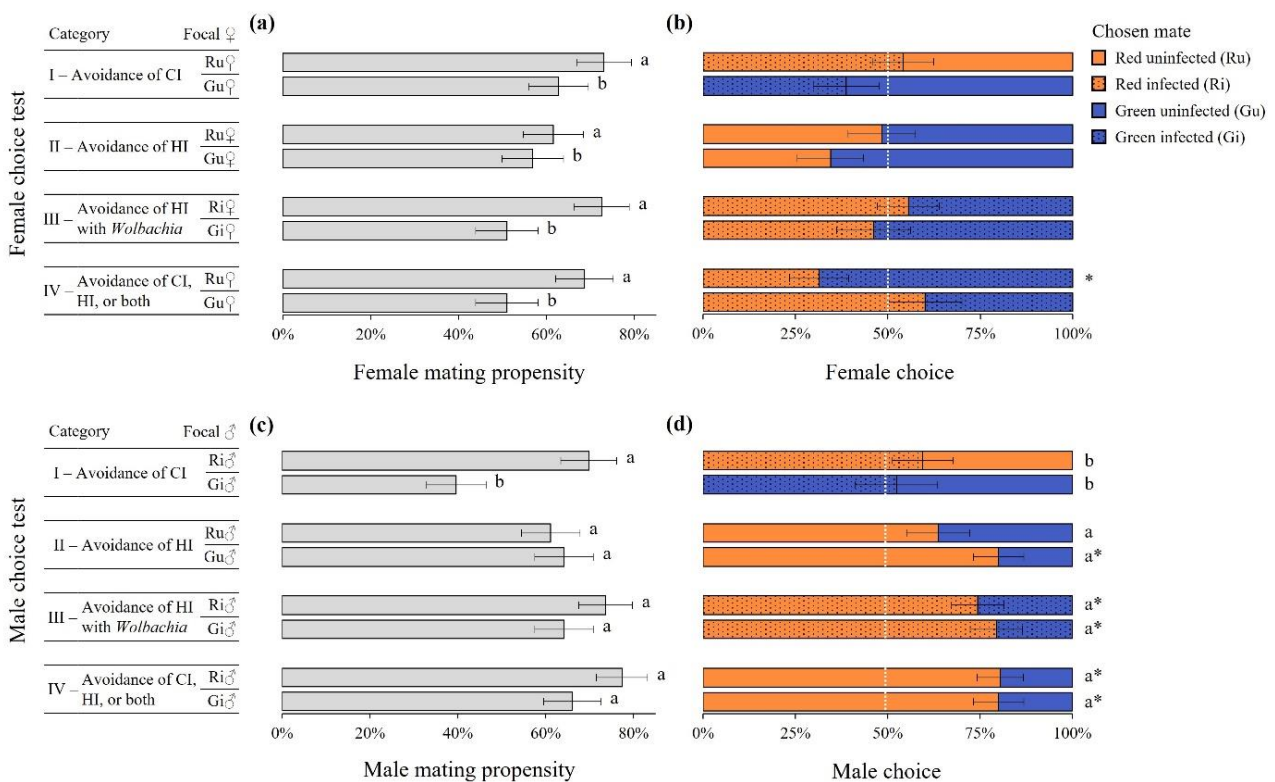 (a)
(b)
Category Focal ♀
Chosen mate
Red uninfected (Ru)
Red infected (Ri)
Green uninfected (Gu)
Green infected (Gi)
Female choice test
I – Avoidance of CI
Ru♀
Gu♀
a
b
II – Avoidance of HI
Ru♀
Gu♀
a
b
III – Avoidance of HI
with Wolbachia
Ri♀
Gi♀
a
b
IV – Avoidance of CI,
HI, or both
Ru♀
Gu♀
a
b
*
0% 20% 40% 60% 80%
0% 25% 50% 75% 100%
Female mating propensity
Female choice
(c)
(d)
Category Focal ♂
Male choice test
I – Avoidance of CI
Ri♂
Gi♂
a
b
b
b
II – Avoidance of HI
Ru♂
Gu♂
a
a
a
a*
III – Avoidance of HI
with Wolbachia
Ri♂
Gi♂
a
a
a*
a*
IV – Avoidance of CI,
HI, or both
Ri♂
Gi♂
a
a
a*
a*
0% 20% 40% 60% 80%
0% 25% 50% 75% 100%
Male mating propensity
Male choice